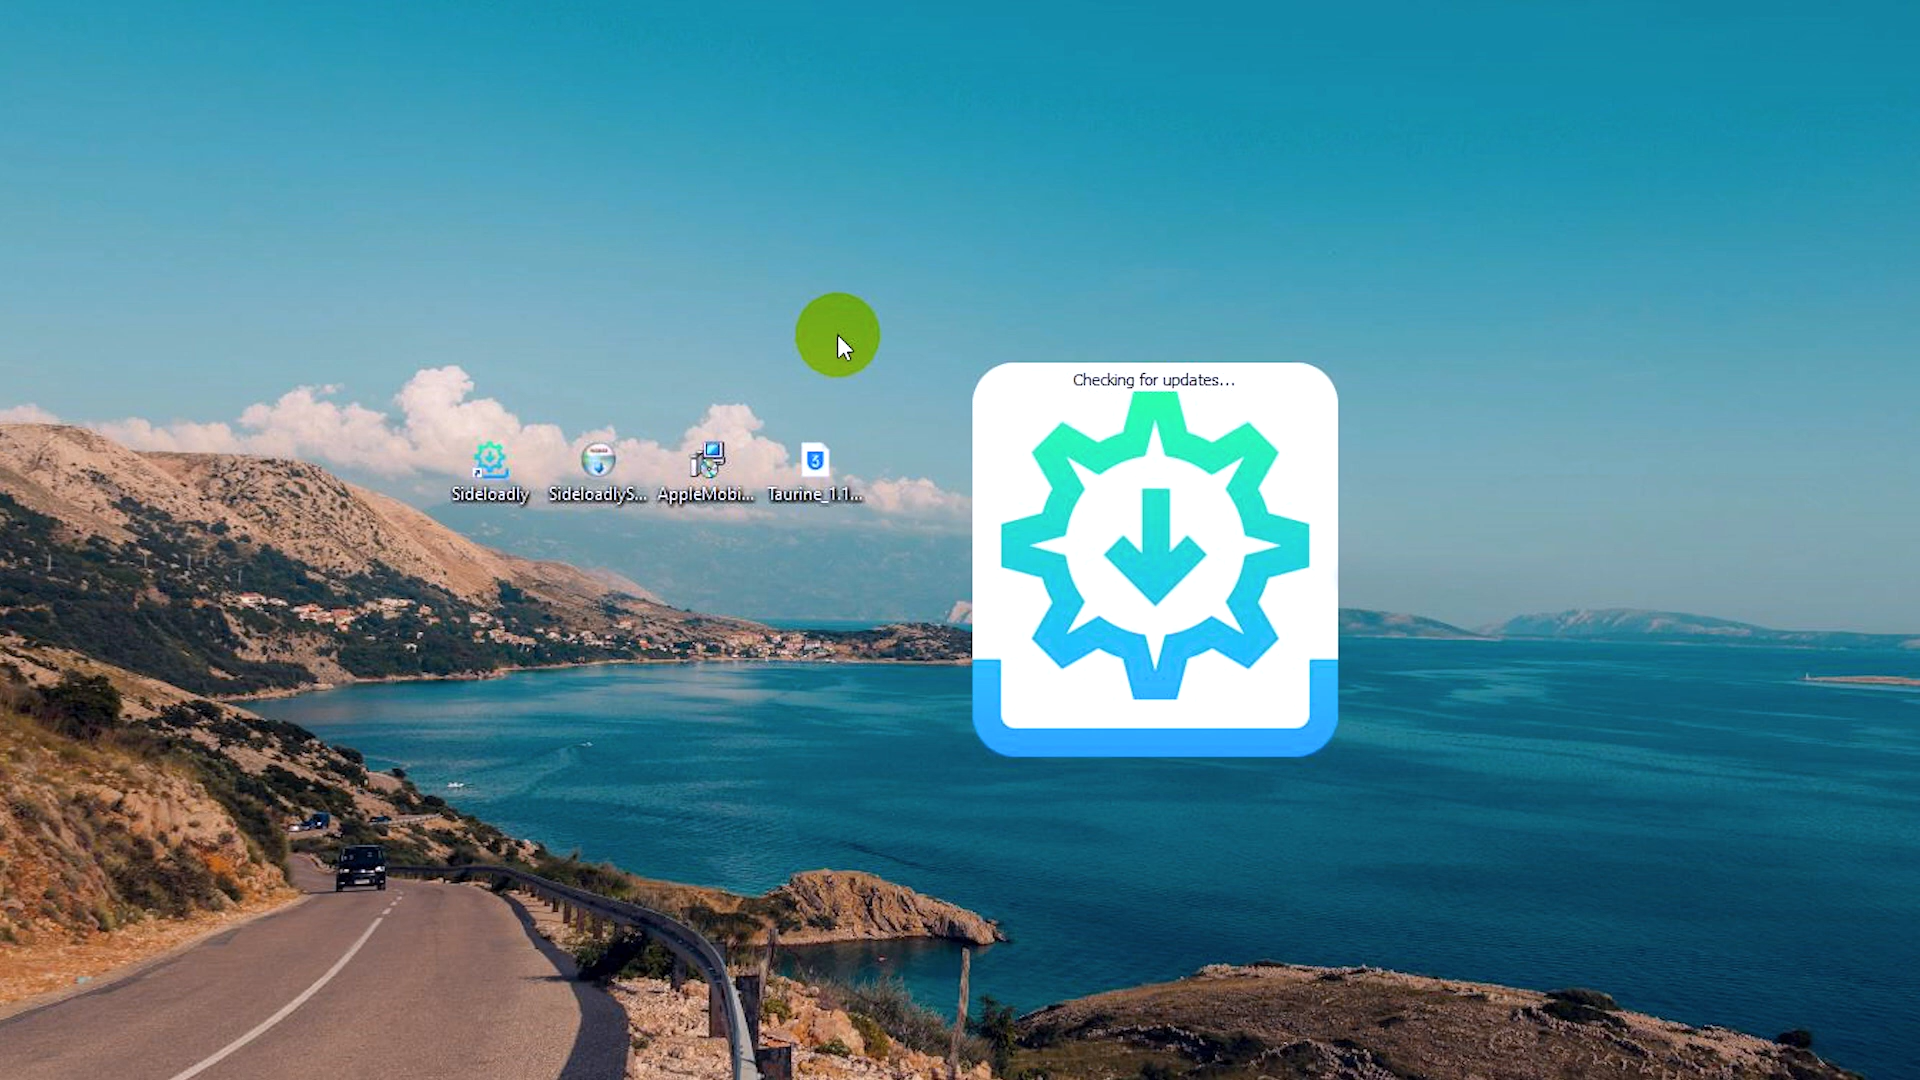 Checking for updates...
Sideloadly
SideloadlyS...
AppleMobi...
Taurine_1.1...